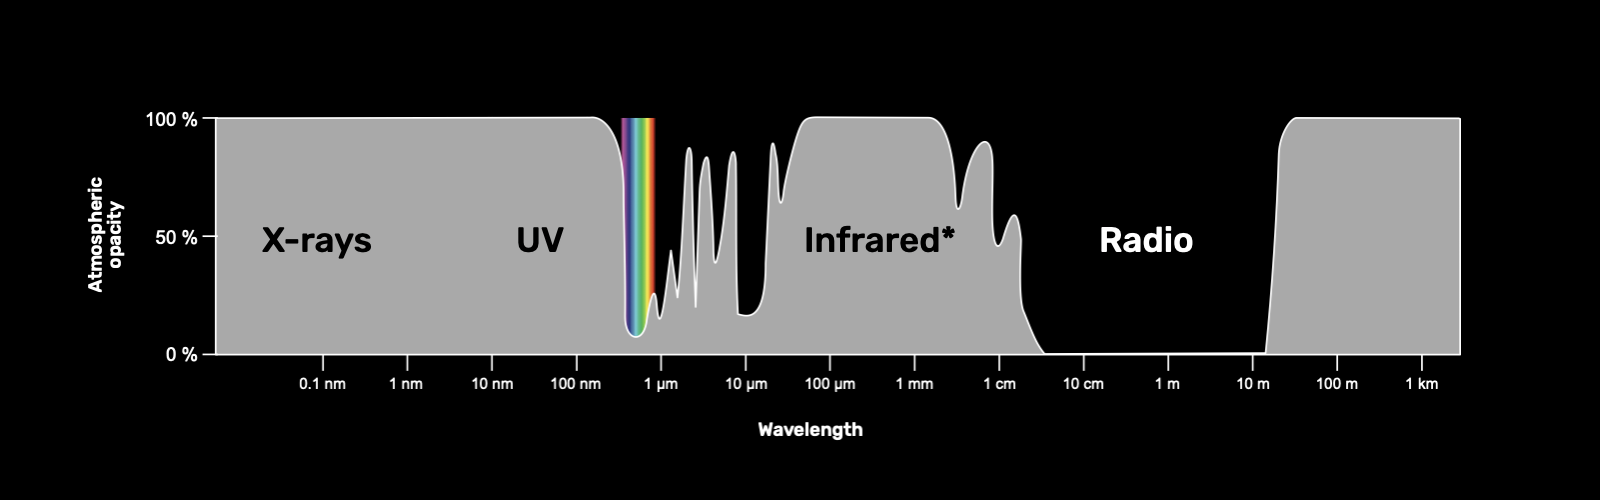 100 %
50 %
0 %
Atmospheric
opacity
X-rays
UV
Infrared*
Radio
0.1 nm
1 nm
10 nm
100 nm
1 µm
10 µm
100 µm
1 mm
1 cm
10 cm
1 m
10 m
100 m
1 km
Wavelength